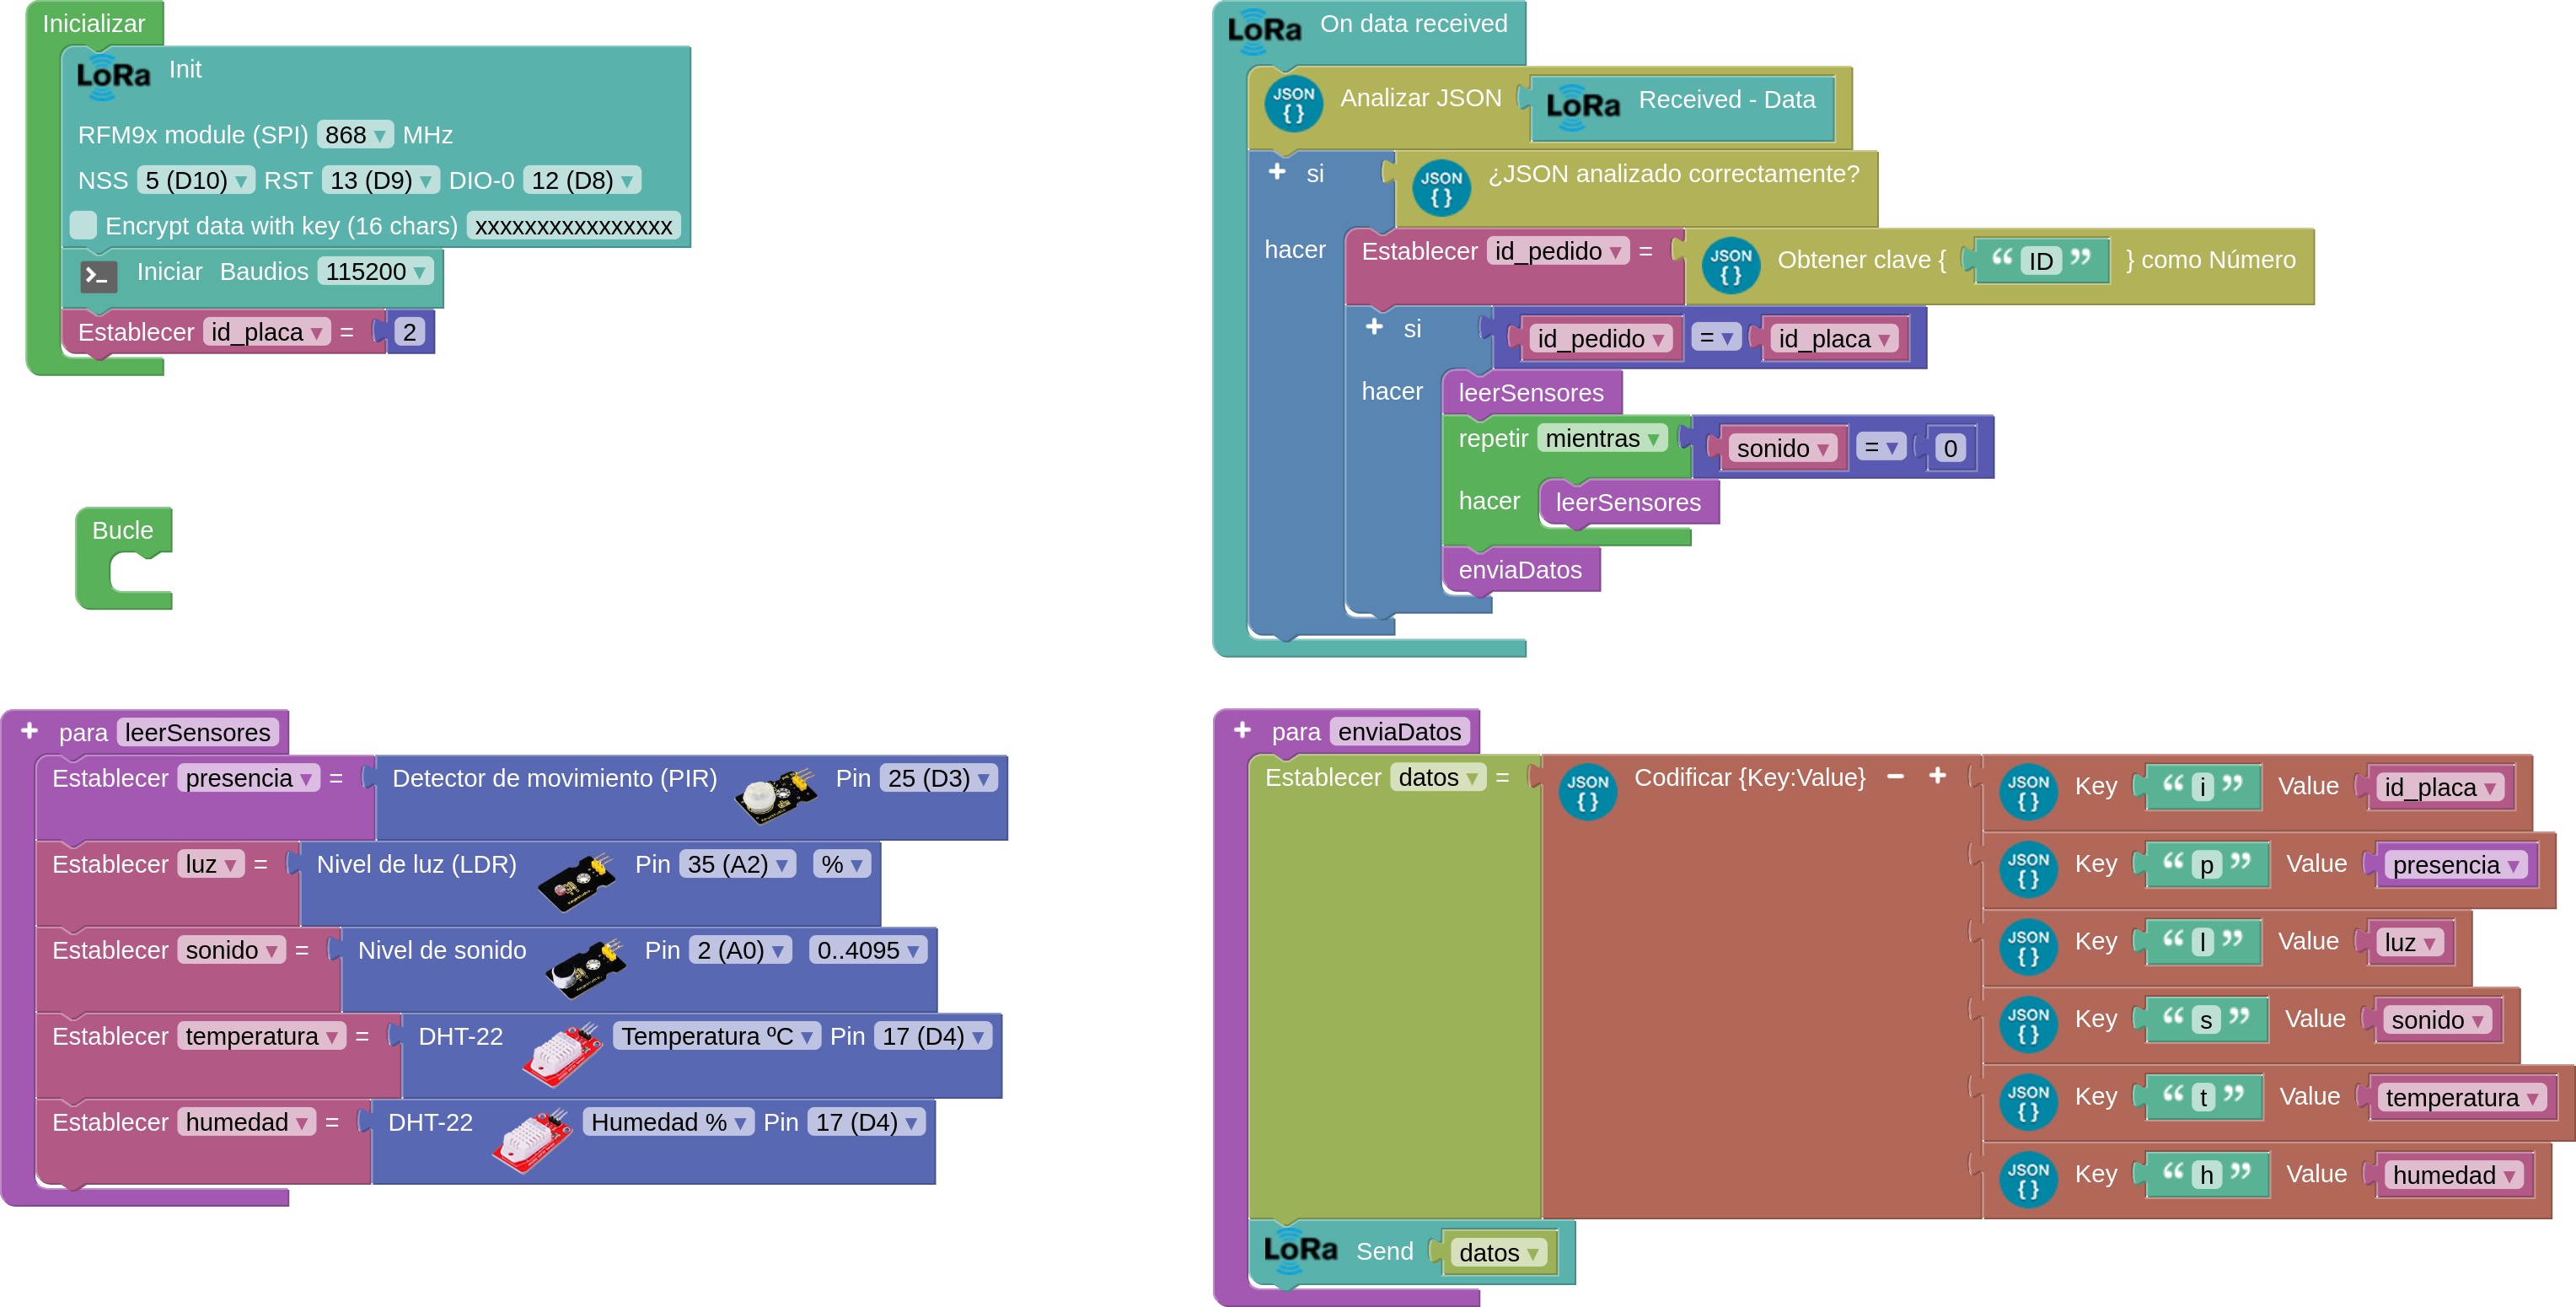 Inicializar
LoRa Init
RFM9x module (SPI) 868 ▾ MHz
NSS 5 (D10) ▾ RST 13 (D9) ▾ DIO-0 12 (D8) ▾
Encrypt data with key (16 chars) xxxxxxxxxxxxxxxx
Iniciar Baudios 115200 ▾
Establecer id_placa ▾ = 2
Bucle
LoRa On data received
JSON { } Analizar JSON LoRa Received - Data
+ si JSON { } ¿JSON analizado correctamente?
hacer Establecer id_pedido ▾ = JSON { } Obtener clave { “ ID ” } como Número
+ si id_pedido ▾ = ▾ id_placa ▾
hacer leerSensores
repetir mientras ▾ sonido ▾ = ▾ 0
hacer leerSensores
enviaDatos
+ para leerSensores
Establecer presencia ▾ = Detector de movimiento (PIR) Pin 25 (D3) ▾
Establecer luz ▾ = Nivel de luz (LDR) Pin 35 (A2) ▾ % ▾
Establecer sonido ▾ = Nivel de sonido Pin 2 (A0) ▾ 0..4095 ▾
Establecer temperatura ▾ = DHT-22 Temperatura ºC ▾ Pin 17 (D4) ▾
Establecer humedad ▾ = DHT-22 Humedad % ▾ Pin 17 (D4) ▾
+ para enviaDatos
Establecer datos ▾ = JSON { } Codificar {Key:Value} − + JSON { } Key “ i ” Value id_placa ▾
JSON { } Key “ p ” Value presencia ▾
JSON { } Key “ l ” Value luz ▾
JSON { } Key “ s ” Value sonido ▾
JSON { } Key “ t ” Value temperatura ▾
JSON { } Key “ h ” Value humedad ▾
LoRa Send datos ▾